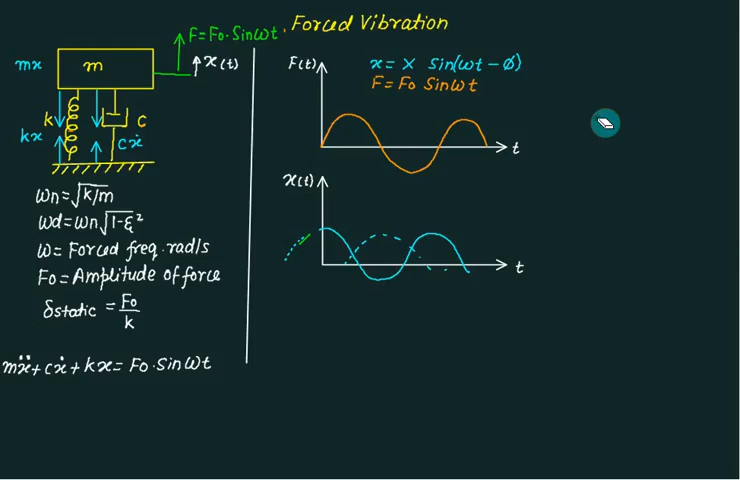 Forced Vibration
F = Fo · Sinωt
x(t)
mx
m
k
c
kx
cẋ
ωn = √k/m
ωd = ωn√1-ξ²
ω = Forced freq. rad/s
Fo = Amplitude of force
δstatic = Fo/k
mẍ + cẋ + kx = Fo · Sinωt
F(t)
x = X Sin(ωt - ϕ)
F = Fo Sinωt
t
x(t)
t